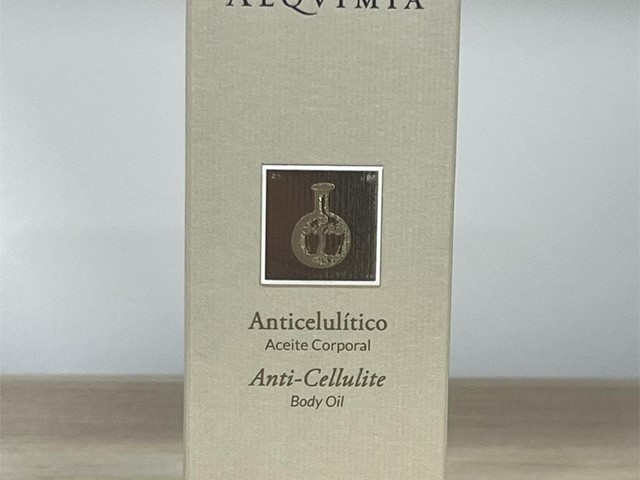 ALQVIMIA
Anticelulítico
Aceite Corporal
Anti-Cellulite
Body Oil